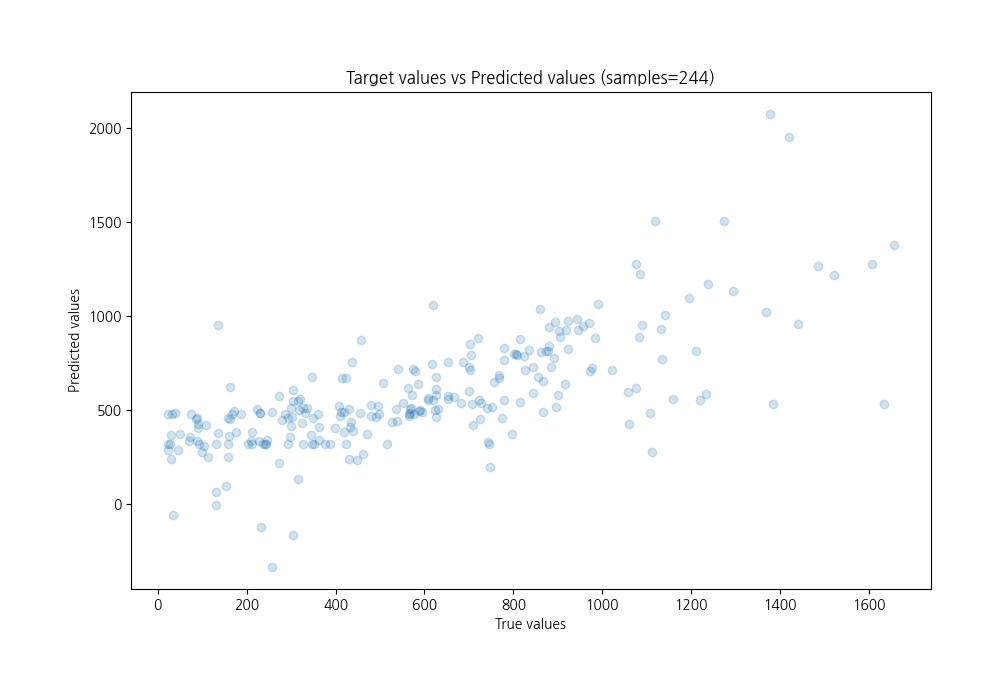 Target values vs Predicted values (samples=244)
2000
1500
1000
500
0
Predicted values
0 200 400 600 800 1000 1200 1400 1600
True values